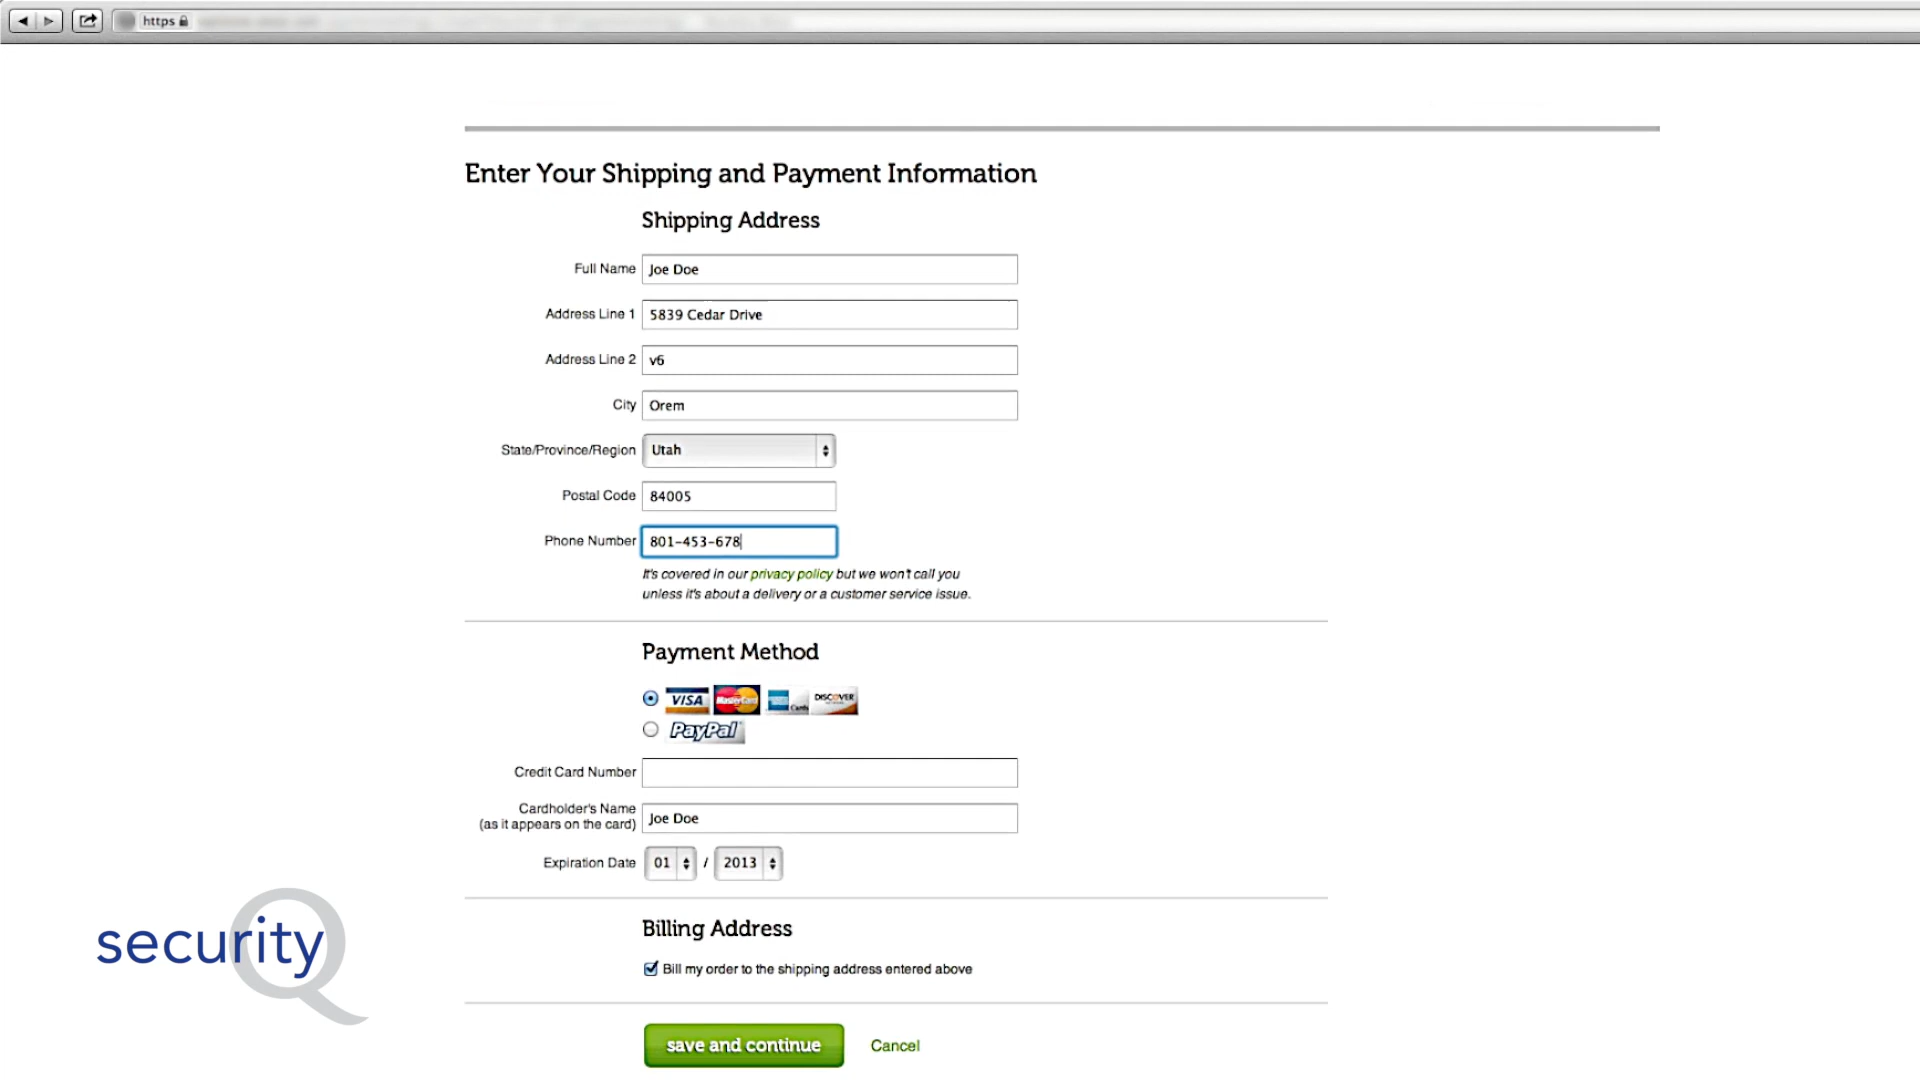 https
Enter Your Shipping and Payment Information
Shipping Address
Full Name Joe Doe
Address Line 1 5839 Cedar Drive
Address Line 2 v6
City Orem
State/Province/Region Utah
Postal Code 84005
Phone Number 801-453-678
It's covered in our privacy policy but we won't call you
unless it's about a delivery or a customer service issue.
Payment Method
VISA MasterCard Cards DISCOVER
PayPal
Credit Card Number
Cardholder's Name
(as it appears on the card) Joe Doe
Expiration Date 01 / 2013
Billing Address
Bill my order to the shipping address entered above
save and continue Cancel
security Q